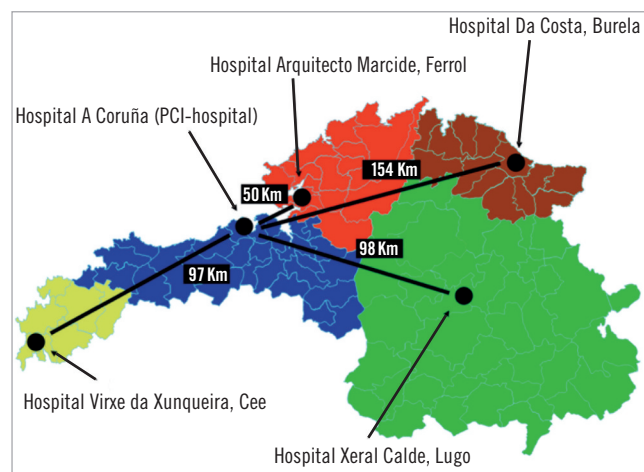 Hospital Da Costa, Burela
Hospital Arquitecto Marcide, Ferrol
Hospital A Coruña (PCI-hospital)
154 Km
50 Km
98 Km
97 Km
Hospital Virxe da Xunqueira, Cee
Hospital Xeral Calde, Lugo